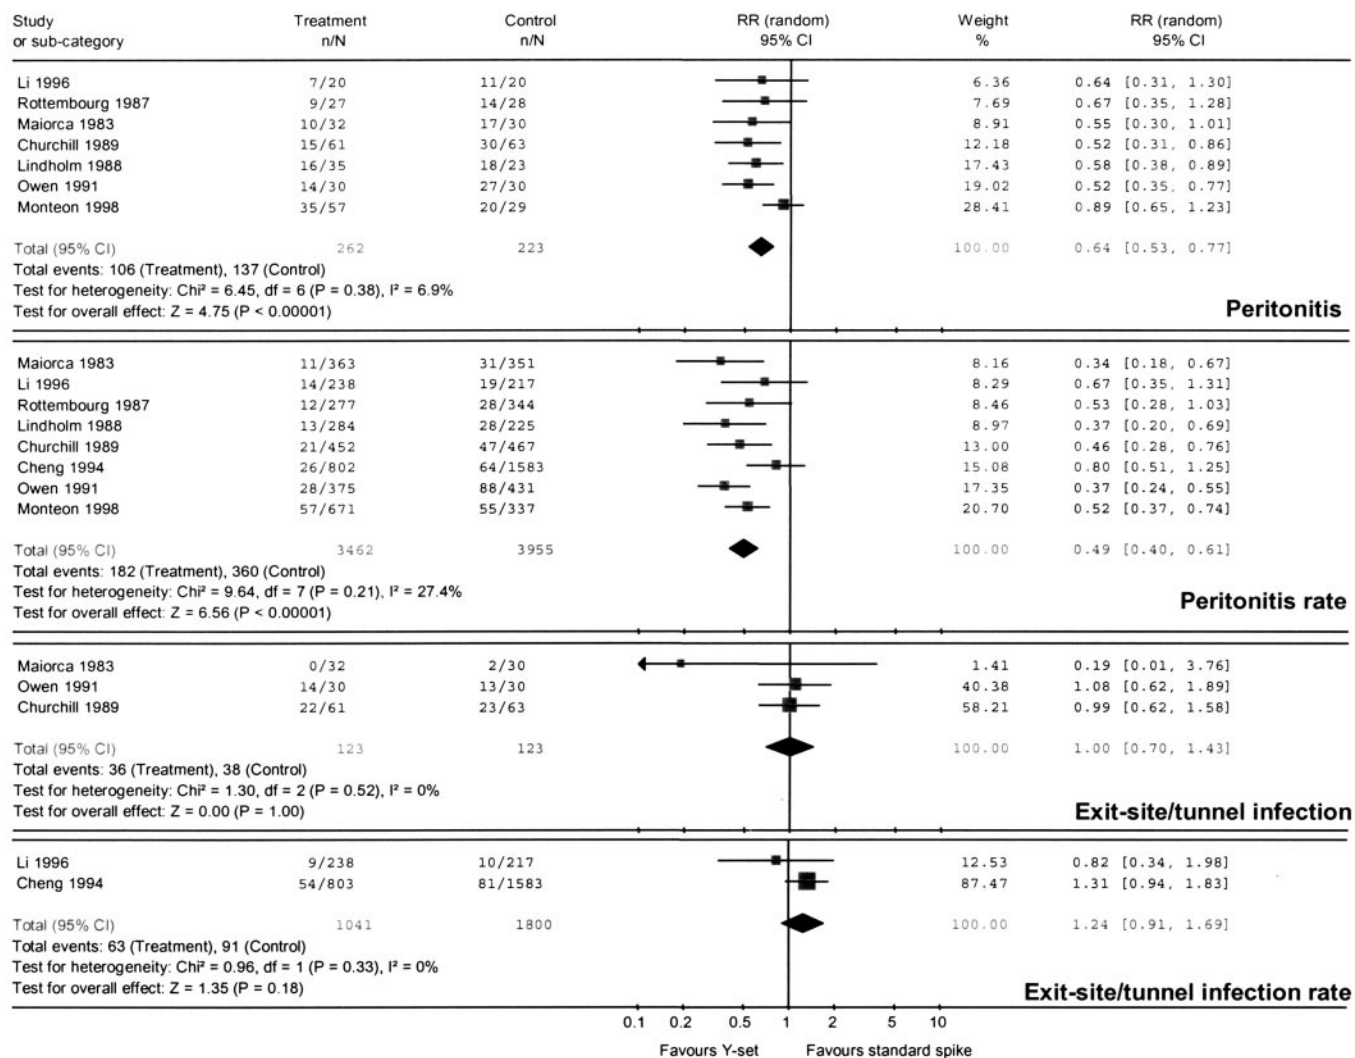 Study Treatment Control RR (random) Weight RR (random)
or sub-category n/N n/N 95% CI % 95% CI
Li 1996 7/20 11/20 6.36 0.64 [0.31, 1.30]
Rottembourg 1987 9/27 14/28 7.69 0.67 [0.35, 1.28]
Maiorca 1983 10/32 17/30 8.91 0.55 [0.30, 1.01]
Churchill 1989 15/61 30/63 12.18 0.52 [0.31, 0.86]
Lindholm 1988 16/35 18/23 17.43 0.58 [0.38, 0.89]
Owen 1991 14/30 27/30 19.02 0.52 [0.35, 0.77]
Monteon 1998 35/57 20/29 28.41 0.89 [0.65, 1.23]
Total (95% CI) 262 223 100.00 0.64 [0.53, 0.77]
Total events: 106 (Treatment), 137 (Control)
Test for heterogeneity: Chi² = 6.45, df = 6 (P = 0.38), I² = 6.9%
Test for overall effect: Z = 4.75 (P < 0.00001)
Peritonitis
Maiorca 1983 11/363 31/351 8.16 0.34 [0.18, 0.67]
Li 1996 14/238 19/217 8.29 0.67 [0.35, 1.31]
Rottembourg 1987 12/277 28/344 8.46 0.53 [0.28, 1.03]
Lindholm 1988 13/284 28/225 8.97 0.37 [0.20, 0.69]
Churchill 1989 21/452 47/467 13.00 0.46 [0.28, 0.76]
Cheng 1994 26/802 64/1583 15.08 0.80 [0.51, 1.25]
Owen 1991 28/375 88/431 17.35 0.37 [0.24, 0.55]
Monteon 1998 57/671 55/337 20.70 0.52 [0.37, 0.74]
Total (95% CI) 3462 3955 100.00 0.49 [0.40, 0.61]
Total events: 182 (Treatment), 360 (Control)
Test for heterogeneity: Chi² = 9.64, df = 7 (P = 0.21), I² = 27.4%
Test for overall effect: Z = 6.56 (P < 0.00001)
Peritonitis rate
Maiorca 1983 0/32 2/30 1.41 0.19 [0.01, 3.76]
Owen 1991 14/30 13/30 40.38 1.08 [0.62, 1.89]
Churchill 1989 22/61 23/63 58.21 0.99 [0.62, 1.58]
Total (95% CI) 123 123 100.00 1.00 [0.70, 1.43]
Total events: 36 (Treatment), 38 (Control)
Test for heterogeneity: Chi² = 1.30, df = 2 (P = 0.52), I² = 0%
Test for overall effect: Z = 0.00 (P = 1.00)
Exit-site/tunnel infection
Li 1996 9/238 10/217 12.53 0.82 [0.34, 1.98]
Cheng 1994 54/803 81/1583 87.47 1.31 [0.94, 1.83]
Total (95% CI) 1041 1800 100.00 1.24 [0.91, 1.69]
Total events: 63 (Treatment), 91 (Control)
Test for heterogeneity: Chi² = 0.96, df = 1 (P = 0.33), I² = 0%
Test for overall effect: Z = 1.35 (P = 0.18)
Exit-site/tunnel infection rate
0.1 0.2 0.5 1 2 5 10
Favours Y-set Favours standard spike